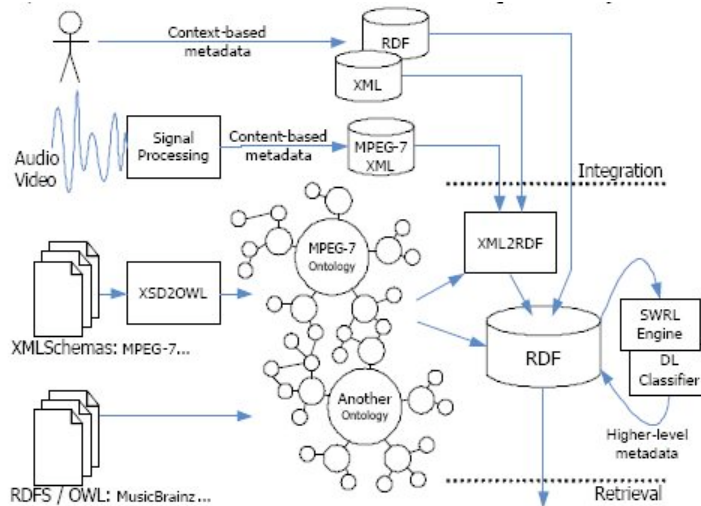 Context-based
metadata
RDF
XML
Audio
Video
Signal
Processing
Content-based
metadata
MPEG-7
XML
Integration
MPEG-7
Ontology
XML2RDF
XSD2OWL
XMLSchemas: MPEG-7...
RDF
SWRL
Engine
DL
Classifier
Another
Ontology
Higher-level
metadata
RDFS / OWL: MusicBrainz ...
Retrieval